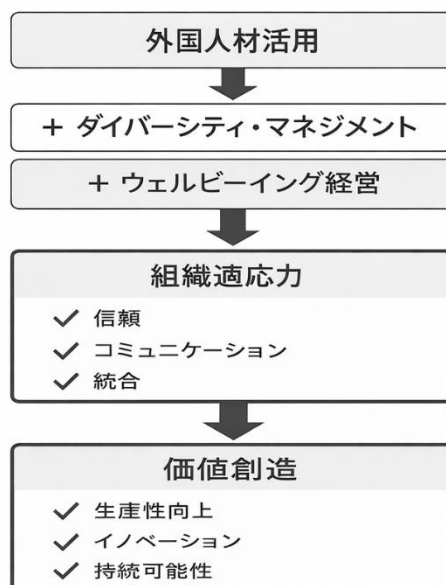 外国人材活用
+ ダイバーシティ・マネジメント
+ ウェルビーイング経営
組織適応力
✓ 信頼
✓ コミュニケーション
✓ 統合
価値創造
✓ 生産性向上
✓ イノベーション
✓ 持続可能性